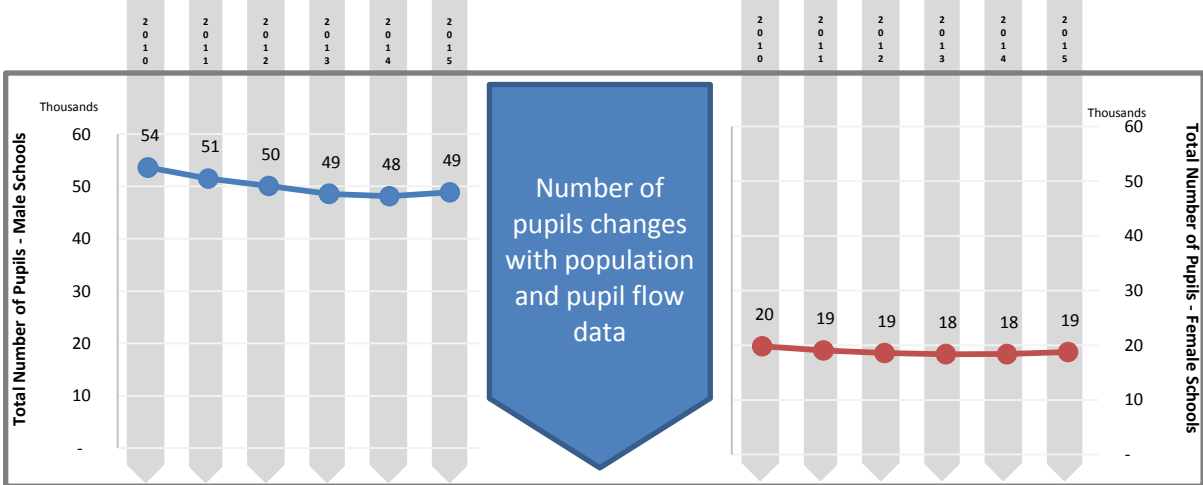 2010 2011 2012 2013 2014 2015
2010 2011 2012 2013 2014 2015
Total Number of Pupils - Male Schools
Thousands
60
50
40
30
20
10
-
54 51 50 49 48 49
Number of
pupils changes
with population
and pupil flow
data
20 19 19 18 18 19
Thousands
60
50
40
30
20
10
-
Total Number of Pupils - Female Schools